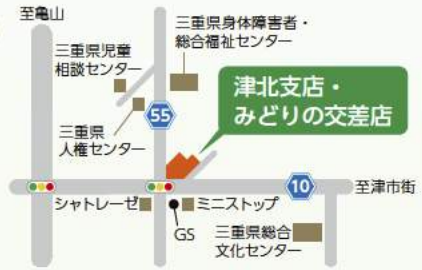 至亀山
三重県身体障害者・
総合福祉センター
三重県児童
相談センター
津北支店・
みどりの交差店
55
三重県
人権センター
10
至津市街
シャトレーゼ
ミニストップ
GS
三重県総合
文化センター